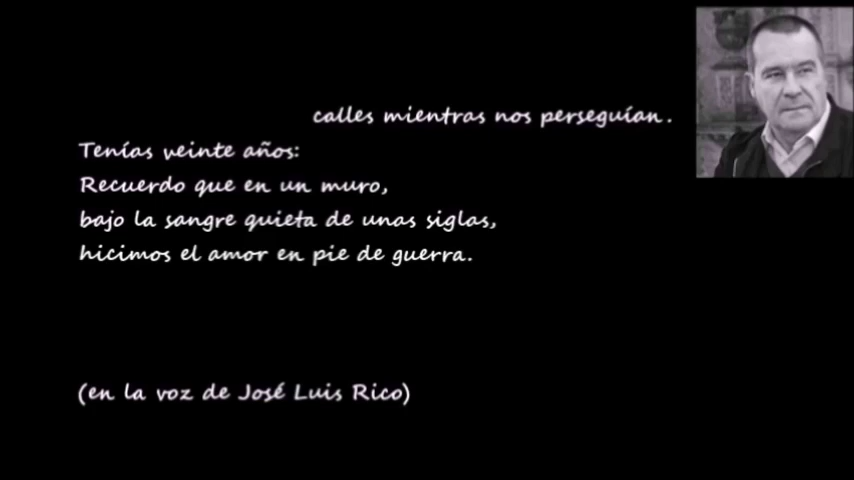 calles mientras nos perseguían.
Tenías veinte años:
Recuerdo que en un muro,
bajo la sangre quieta de unas siglas,
hicimos el amor en pie de guerra.
(en la voz de José Luis Rico)